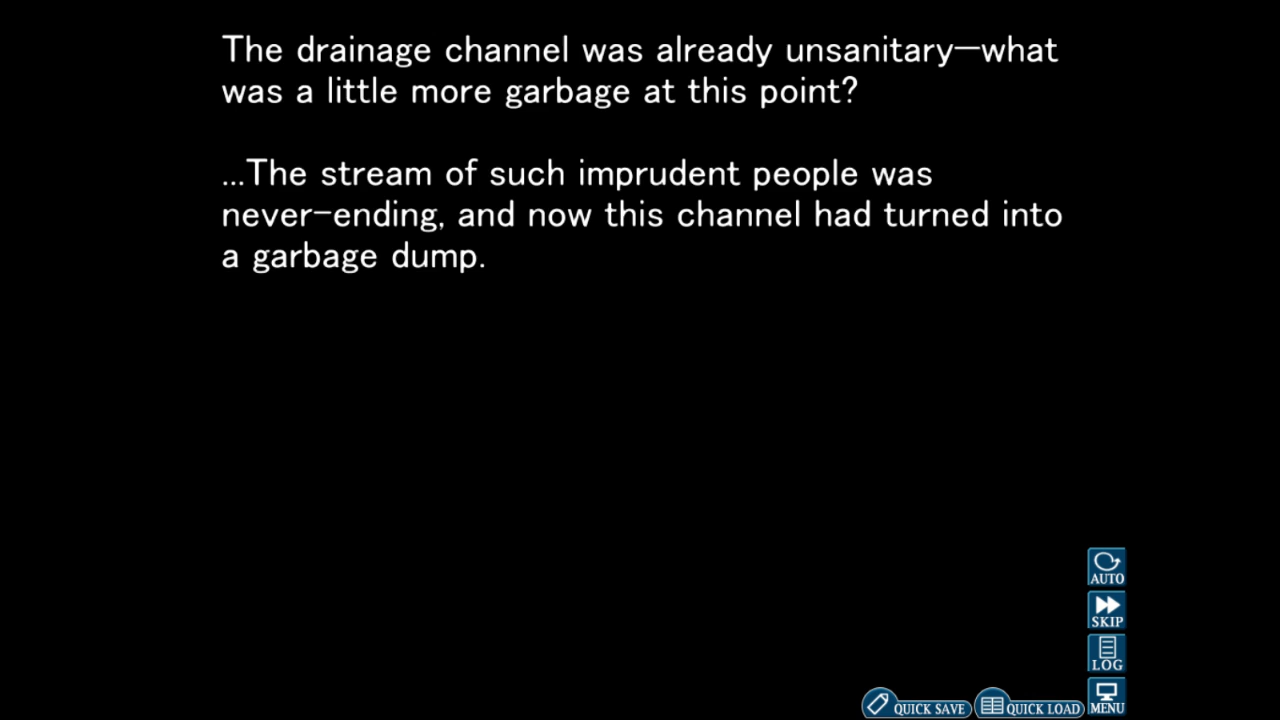 The drainage channel was already unsanitary—what
was a little more garbage at this point?
...The stream of such imprudent people was
never-ending, and now this channel had turned into
a garbage dump.
AUTO
SKIP
LOG
MENU
QUICK SAVE
QUICK LOAD